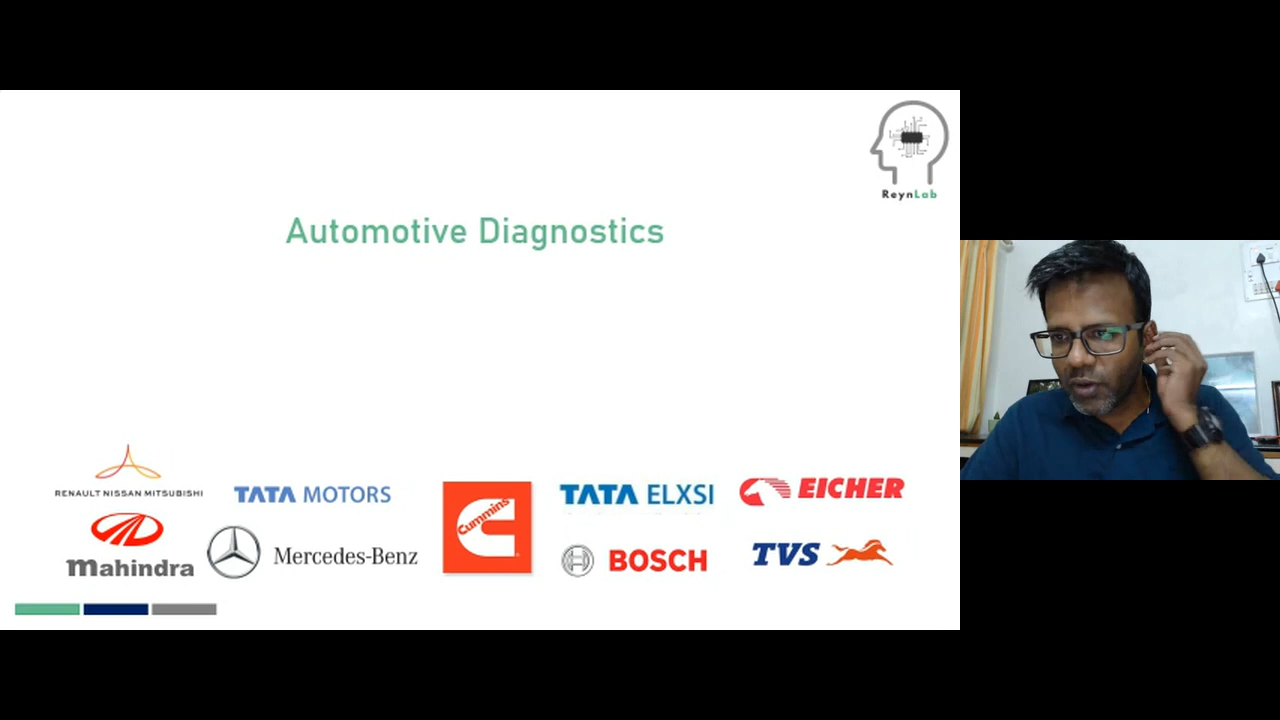 ReynLab
Automotive Diagnostics
RENAULT NISSAN MITSUBISHI
TATA MOTORS
Cummins
TATA ELXSI
EICHER
Mahindra
Mercedes-Benz
BOSCH
TVS